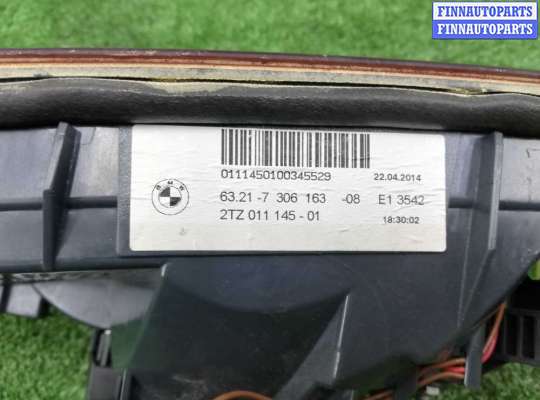 FINNAUTOPARTS
FINNAUTOPARTS
0111450100345529
22.04.2014
BMW
63.21-7 306 163 -08 E1 3542
2TZ 011 145-01
18:30:02